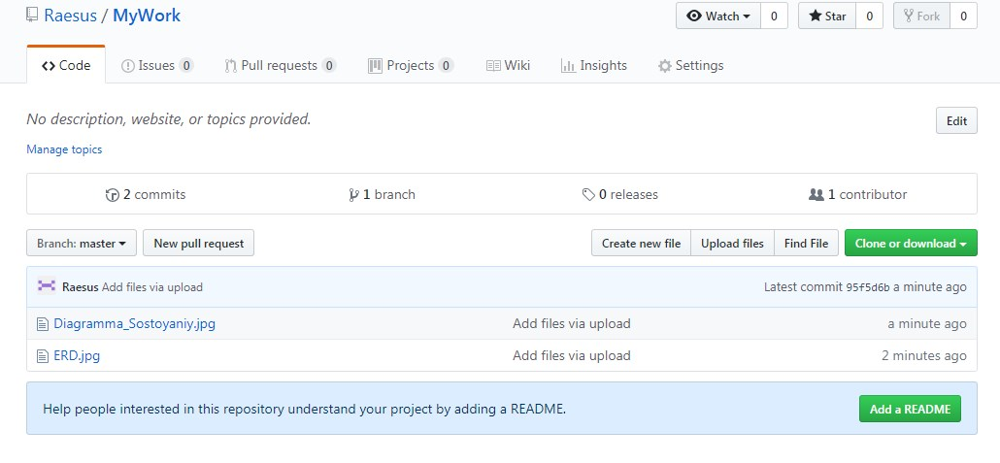 Raesus / MyWork
Watch 0 Star 0 Fork 0
Code Issues 0 Pull requests 0 Projects 0 Wiki Insights Settings
No description, website, or topics provided.
Edit
Manage topics
2 commits 1 branch 0 releases 1 contributor
Branch: master New pull request Create new file Upload files Find File Clone or download
Raesus Add files via upload Latest commit 95f5d6b a minute ago
Diagramma_Sostoyaniy.jpg Add files via upload a minute ago
ERD.jpg Add files via upload 2 minutes ago
Help people interested in this repository understand your project by adding a README. Add a README